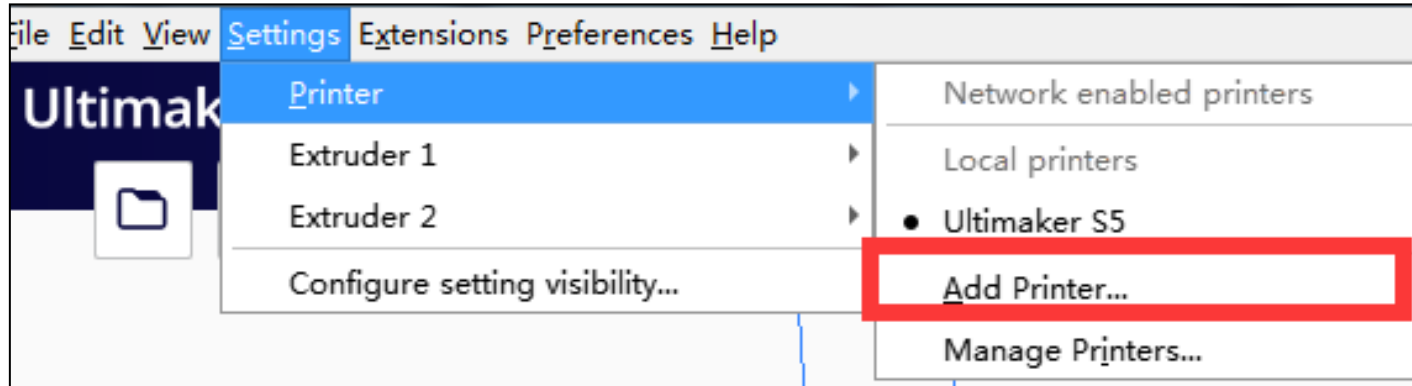 File Edit View Settings Extensions Preferences Help
Ultimak
Printer
Extruder 1
Extruder 2
Configure setting visibility...
Network enabled printers
Local printers
Ultimaker S5
Add Printer...
Manage Printers...